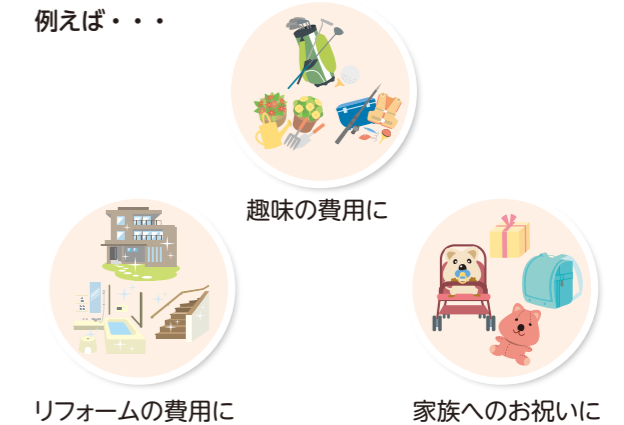 例えば・・・
趣味の費用に
リフォームの費用に
家族へのお祝いに